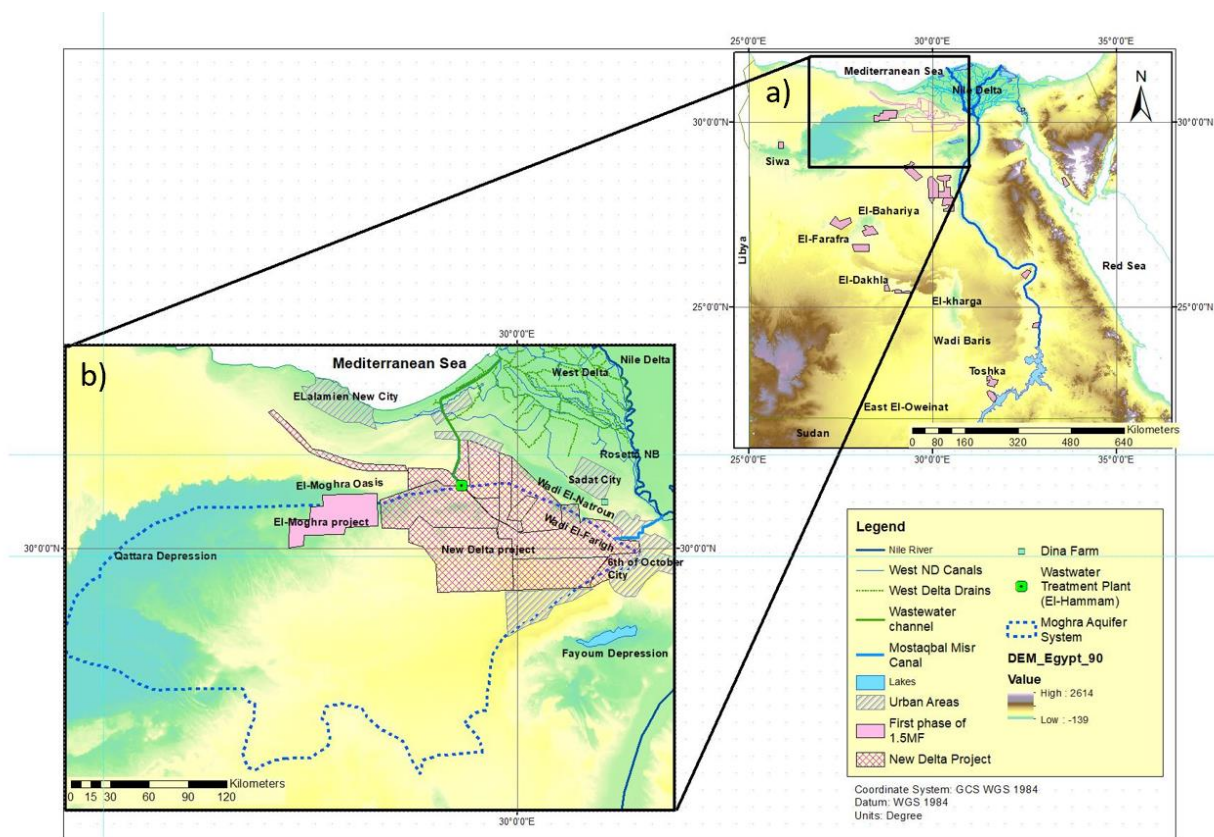 25°0'0"E
30°0'0"E
35°0'0"E
a)
Mediterranean Sea
Nile Delta
N
30°0'0"N
Siwa
El-Bahariya
El-Farafra
Libya
Red Sea
El-Dakhla
El-kharga
25°0'0"N
25°0'0"N
Wadi Baris
Toshka
East El-Oweinat
Sudan
Kilometers
0 80 160 320 480 640
25°0'0"E
30°0'0"E
35°0'0"E
30°0'0"E
b)
Mediterranean Sea
Nile Delta
West Delta
ELalamien New City
Rosetta NB
Sadat City
El-Moghra Oasis
Wadi El-Natroun
El-Moghra project
Wadi El-Farigh
30°0'0"N
Qattara Depression
New Delta project
30°0'0"N
6th of October
City
Fayoum Depression
Kilometers
0 15 30 60 90 120
30°0'0"E
Legend
Nile River
West ND Canals
West Delta Drains
Wastewater
channel
Mostaqbal Misr
Canal
Lakes
Urban Areas
First phase of
1.5MF
New Delta Project
Dina Farm
Wastwater
Treatment Plant
(El-Hammam)
Moghra Aquifer
System
DEM_Egypt_90
Value
High : 2614
Low : -139
Coordinate System: GCS WGS 1984
Datum: WGS 1984
Units: Degree